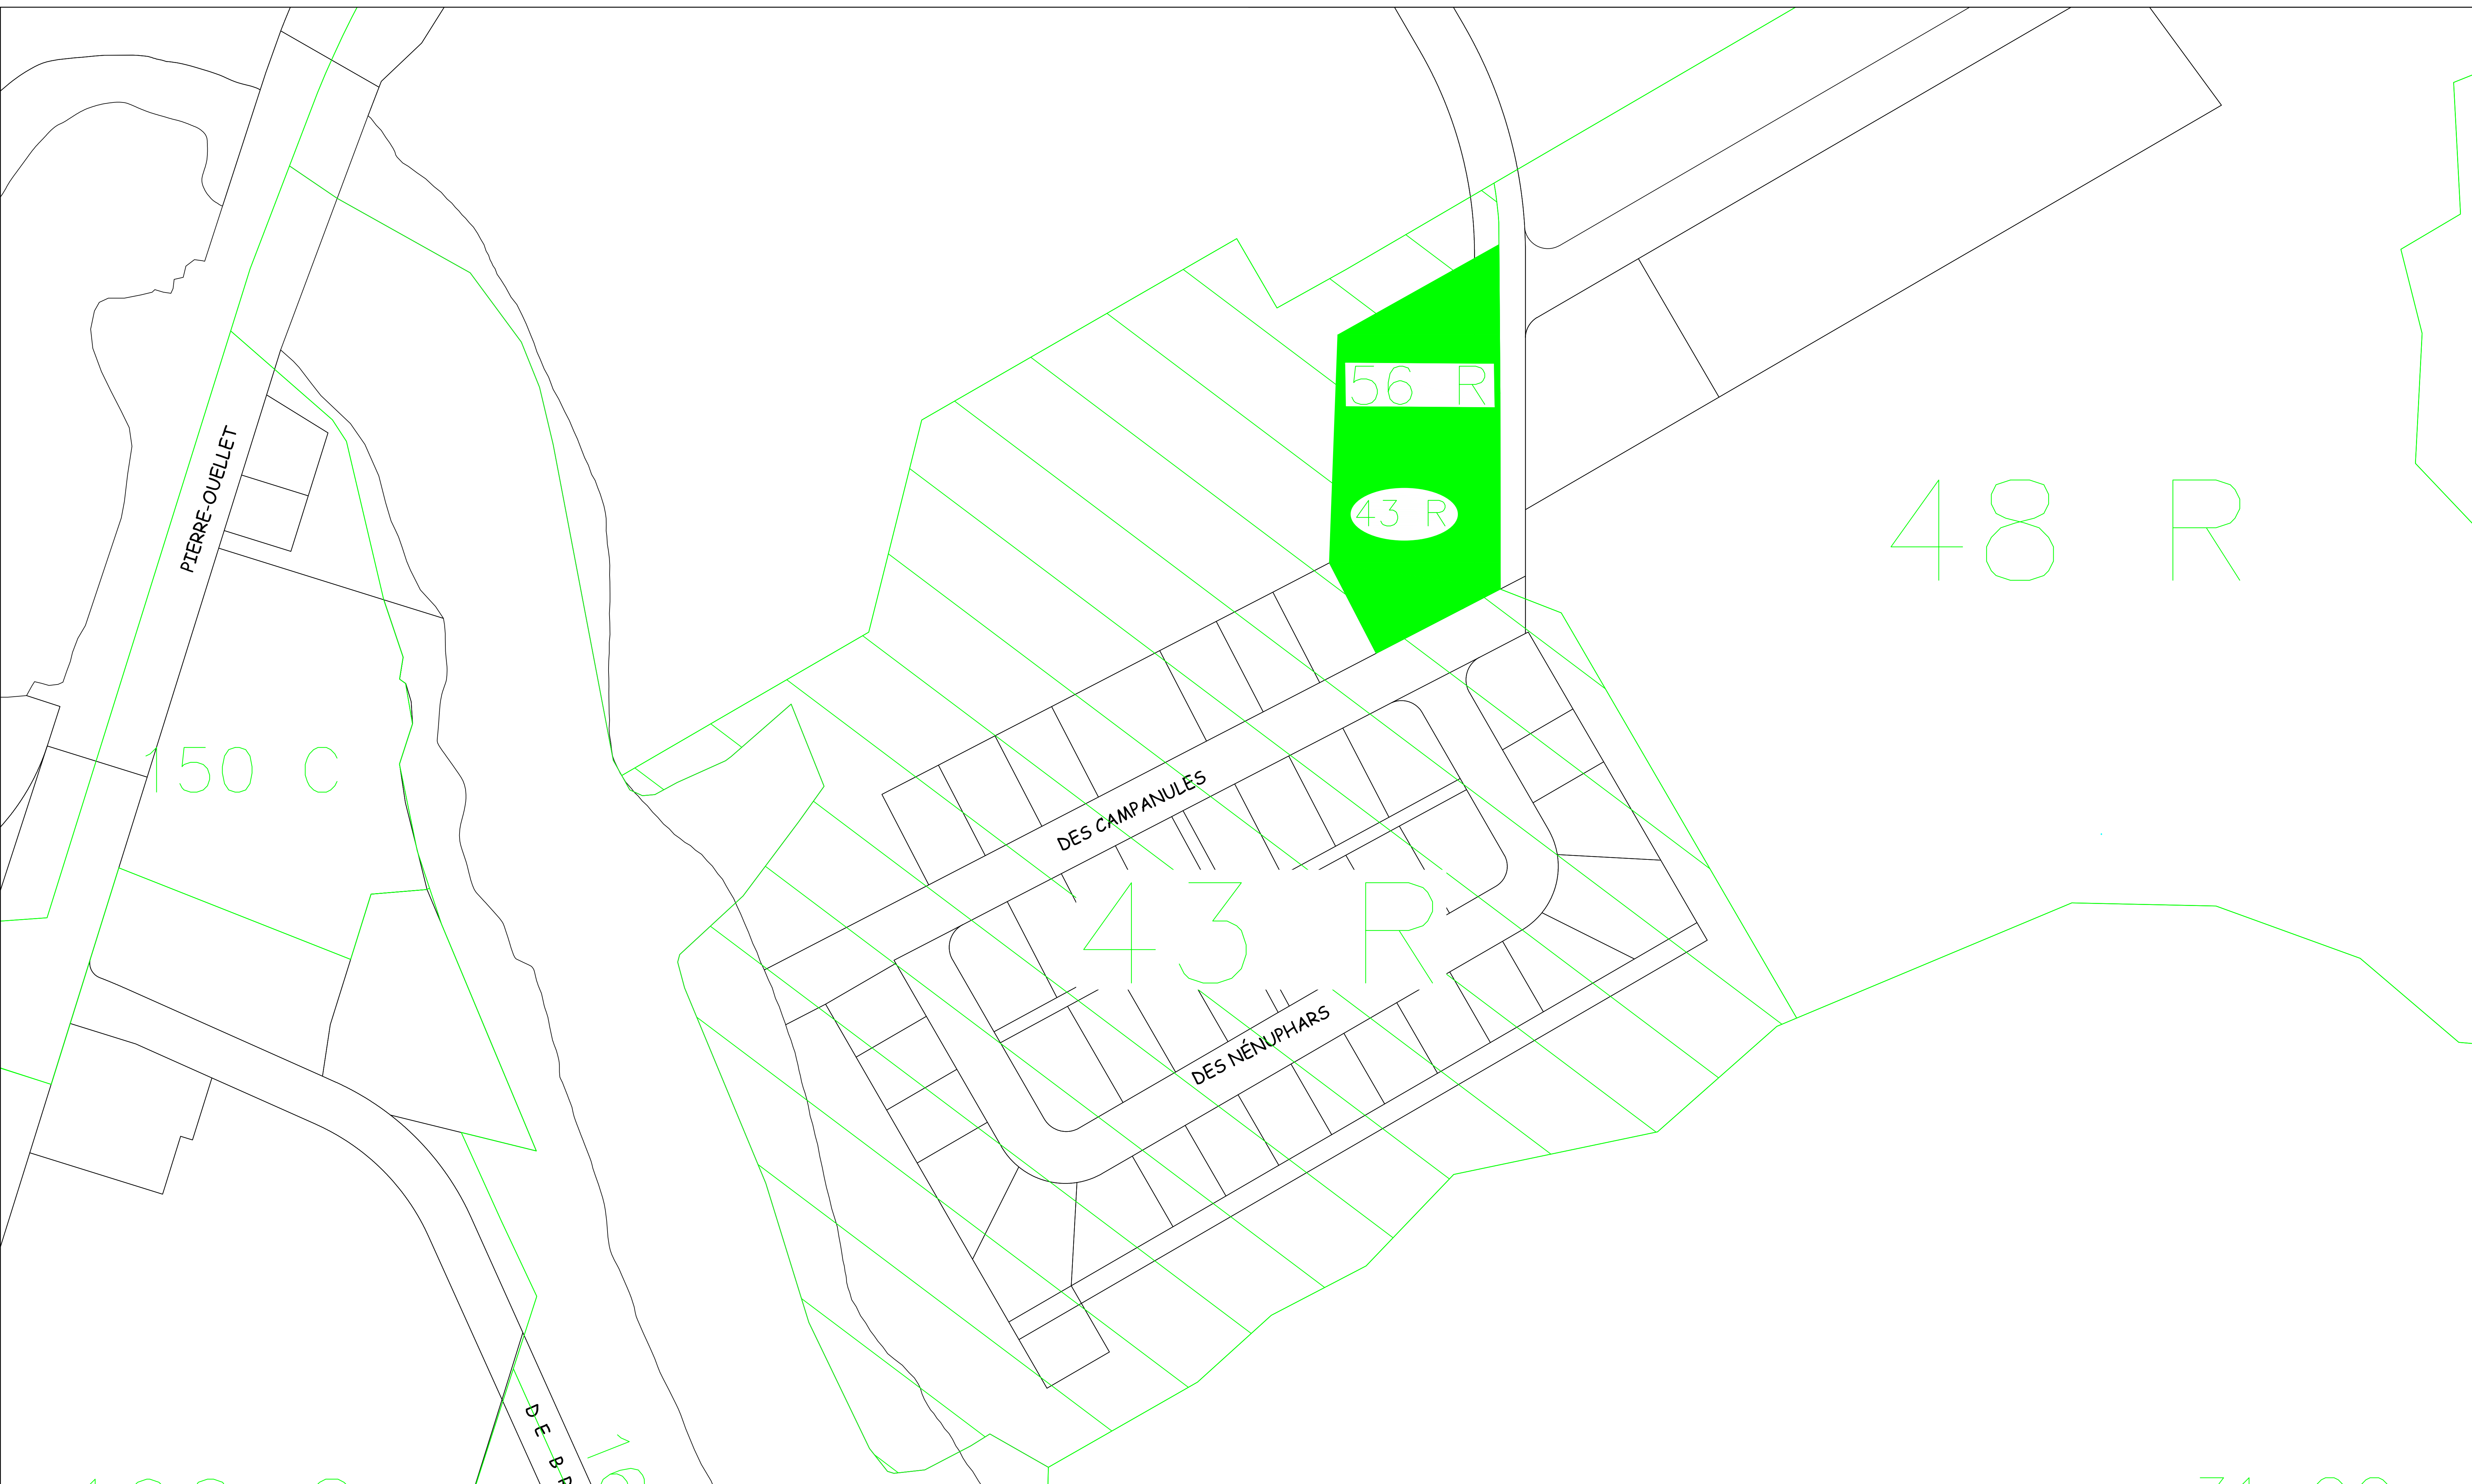 56 R
43 R
48 R
PIERRE-OUELLET
150 C
DES CAMPANULES
43 R
DES NÉNUPHARS